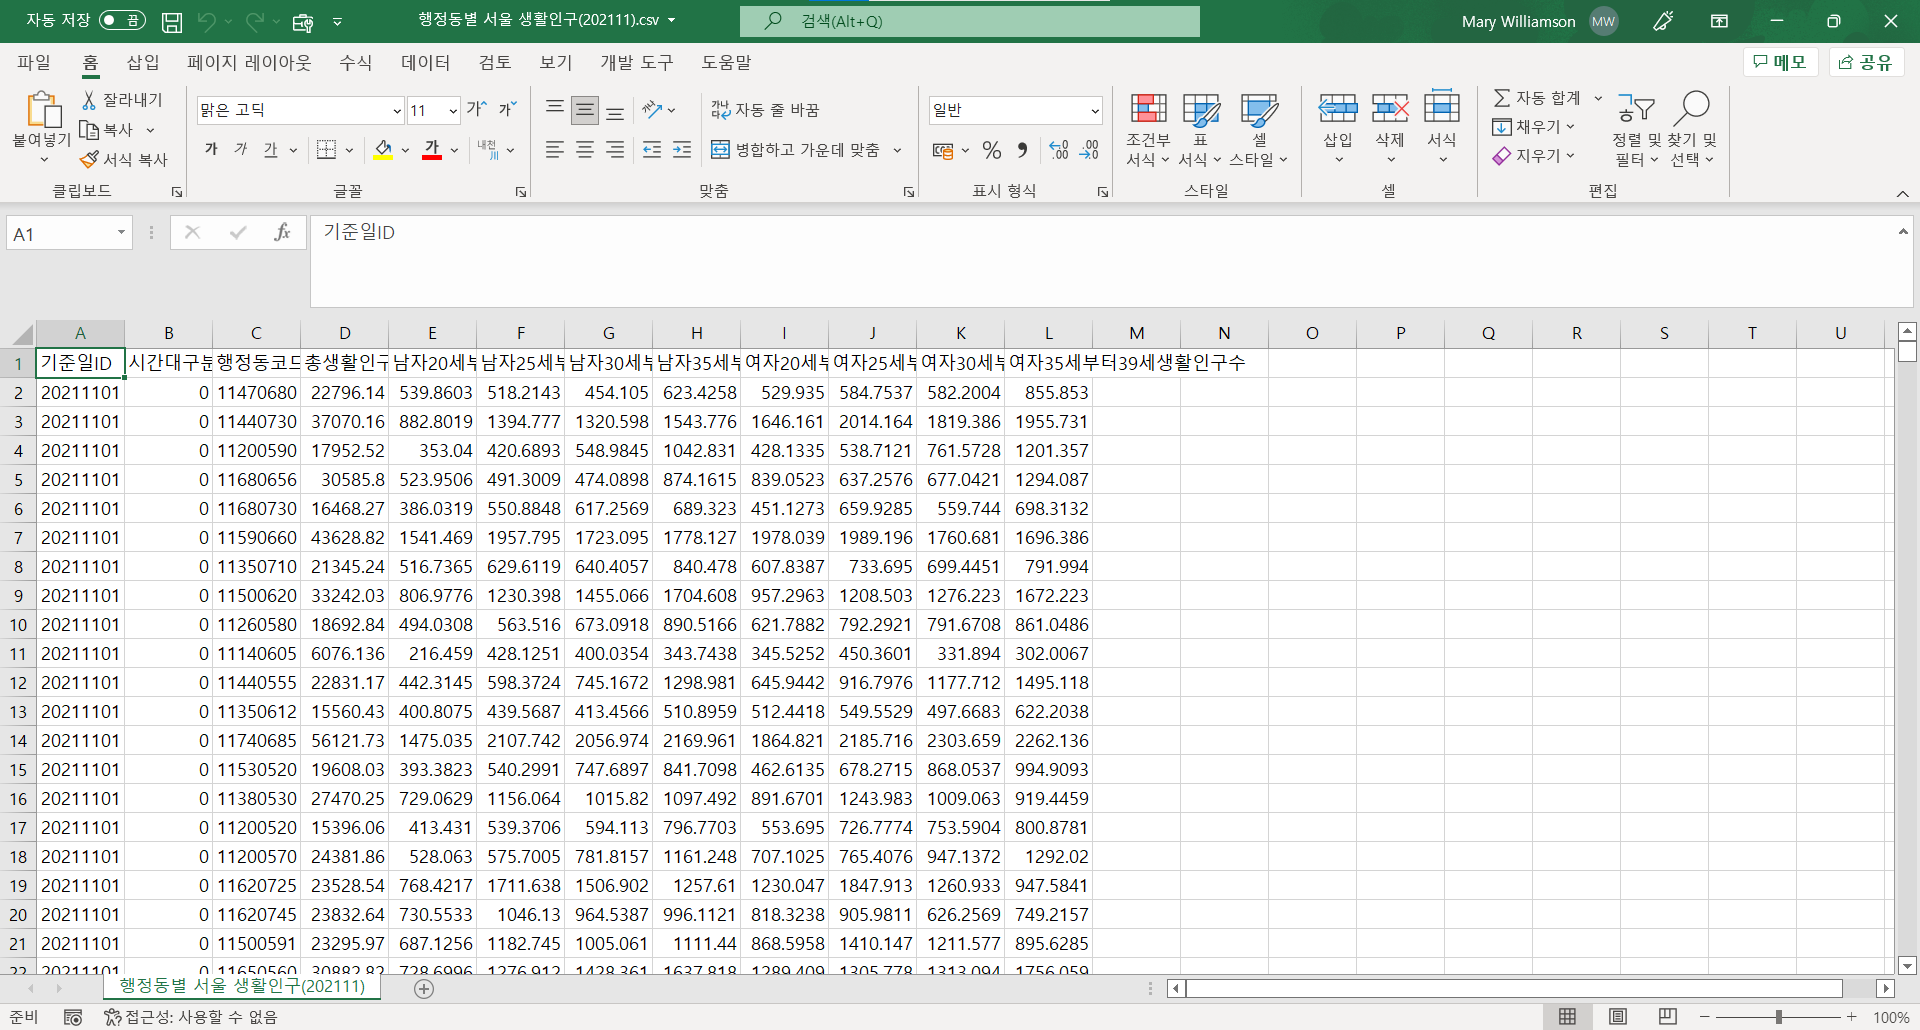 자동 저장 끔 행정동별 서울 생활인구(202111).csv 검색(Alt+Q) Mary Williamson MW
파일 홈 삽입 페이지 레이아웃 수식 데이터 검토 보기 개발 도구 도움말 메모 공유
붙여넣기 잘라내기 복사 서식 복사 클립보드
맑은 고딕 11 가 가 가 가 가 가 내천 글꼴
자동 줄 바꿈 병합하고 가운데 맞춤 맞춤
일반 % 표시 형식
조건부 서식 표 서식 셀 스타일 스타일
삽입 삭제 서식 셀
자동 합계 채우기 지우기 정렬 및 필터 찾기 및 선택 편집
A1 fx 기준일ID
A B C D E F G H I J K L M N O P Q R S T U
1 기준일ID 시간대구분 행정동코드 총생활인구 남자20세부 남자25세부 남자30세부 남자35세부 여자20세부 여자25세부 여자30세부 여자35세부터39세생활인구수
2 20211101 0 11470680 22796.14 539.8603 518.2143 454.105 623.4258 529.935 584.7537 582.2004 855.853
3 20211101 0 11440730 37070.16 882.8019 1394.777 1320.598 1543.776 1646.161 2014.164 1819.386 1955.731
4 20211101 0 11200590 17952.52 353.04 420.6893 548.9845 1042.831 428.1335 538.7121 761.5728 1201.357
5 20211101 0 11680656 30585.8 523.9506 491.3009 474.0898 874.1615 839.0523 637.2576 677.0421 1294.087
6 20211101 0 11680730 16468.27 386.0319 550.8848 617.2569 689.323 451.1273 659.9285 559.744 698.3132
7 20211101 0 11590660 43628.82 1541.469 1957.795 1723.095 1778.127 1978.039 1989.196 1760.681 1696.386
8 20211101 0 11350710 21345.24 516.7365 629.6119 640.4057 840.478 607.8387 733.695 699.4451 791.994
9 20211101 0 11500620 33242.03 806.9776 1230.398 1455.066 1704.608 957.2963 1208.503 1276.223 1672.223
10 20211101 0 11260580 18692.84 494.0308 563.516 673.0918 890.5166 621.7882 792.2921 791.6708 861.0486
11 20211101 0 11140605 6076.136 216.459 428.1251 400.0354 343.7438 345.5252 450.3601 331.894 302.0067
12 20211101 0 11440555 22831.17 442.3145 598.3724 745.1672 1298.981 645.9442 916.7976 1177.712 1495.118
13 20211101 0 11350612 15560.43 400.8075 439.5687 413.4566 510.8959 512.4418 549.5529 497.6683 622.2038
14 20211101 0 11740685 56121.73 1475.035 2107.742 2056.974 2169.961 1864.821 2185.716 2303.659 2262.136
15 20211101 0 11530520 19608.03 393.3823 540.2991 747.6897 841.7098 462.6135 678.2715 868.0537 994.9093
16 20211101 0 11380530 27470.25 729.0629 1156.064 1015.82 1097.492 891.6701 1243.983 1009.063 919.4459
17 20211101 0 11200520 15396.06 413.431 539.3706 594.113 796.7703 553.695 726.7774 753.5904 800.8781
18 20211101 0 11200570 24381.86 528.063 575.7005 781.8157 1161.248 707.1025 765.4076 947.1372 1292.02
19 20211101 0 11620725 23528.54 768.4217 1711.638 1506.902 1257.61 1230.047 1847.913 1260.933 947.5841
20 20211101 0 11620745 23832.64 730.5533 1046.13 964.5387 996.1121 818.3238 905.9811 626.2569 749.2157
21 20211101 0 11500591 23295.97 687.1256 1182.745 1005.061 1111.44 868.5958 1410.147 1211.577 895.6285
22 20211101 0 11650560 30882.82 728.6996 1276.912 1428.361 1637.818 1289.409 1305.778 1313.094 1756.059
행정동별 서울 생활인구(202111)
준비 접근성: 사용할 수 없음 100%